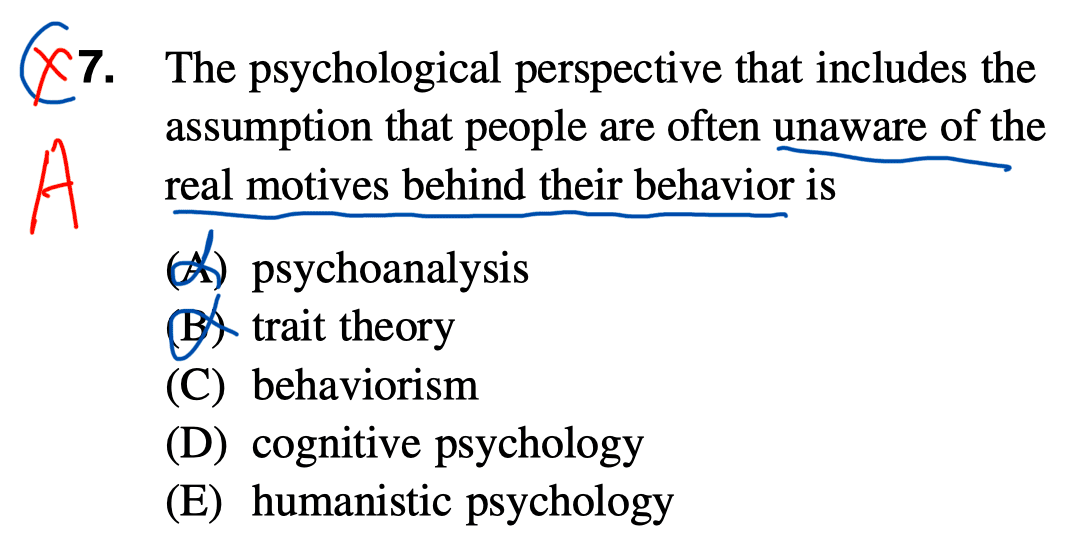 C 7. The psychological perspective that includes the
assumption that people are often unaware of the
A real motives behind their behavior is
(A) psychoanalysis
(B) trait theory
(C) behaviorism
(D) cognitive psychology
(E) humanistic psychology